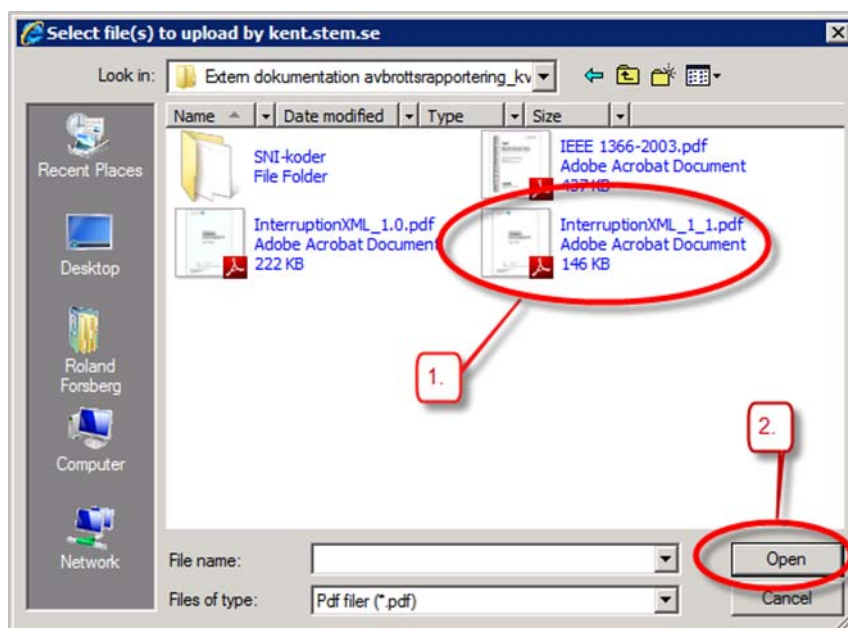 Select file(s) to upload by kent.stem.se
Look in:
Extern dokumentation avbrottsrapportering_kv
Name
Date modified
Type
Size
Recent Places
Desktop
Roland
Forsberg
Computer
Network
SNI-koder
File Folder
IEEE 1366-2003.pdf
Adobe Acrobat Document
437 KB
InterruptionXML_1.0.pdf
Adobe Acrobat Document
222 KB
InterruptionXML_1_1.pdf
Adobe Acrobat Document
146 KB
1.
2.
File name:
Open
Files of type:
Pdf filer (*.pdf)
Cancel